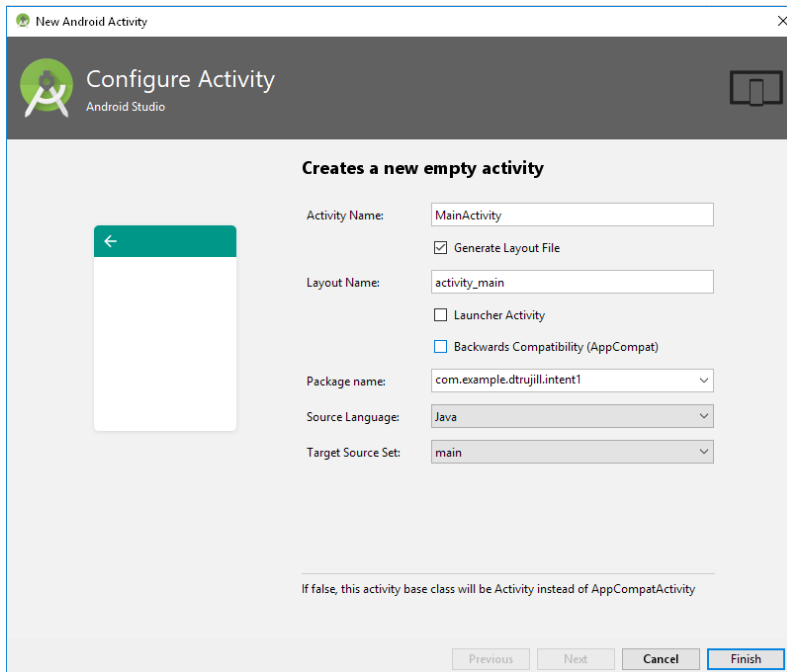 New Android Activity
Configure Activity
Android Studio
Creates a new empty activity
Activity Name: MainActivity
Generate Layout File
Layout Name: activity_main
Launcher Activity
Backwards Compatibility (AppCompat)
Package name: com.example.dtrujill.intent1
Source Language: Java
Target Source Set: main
If false, this activity base class will be Activity instead of AppCompatActivity
Previous Next Cancel Finish